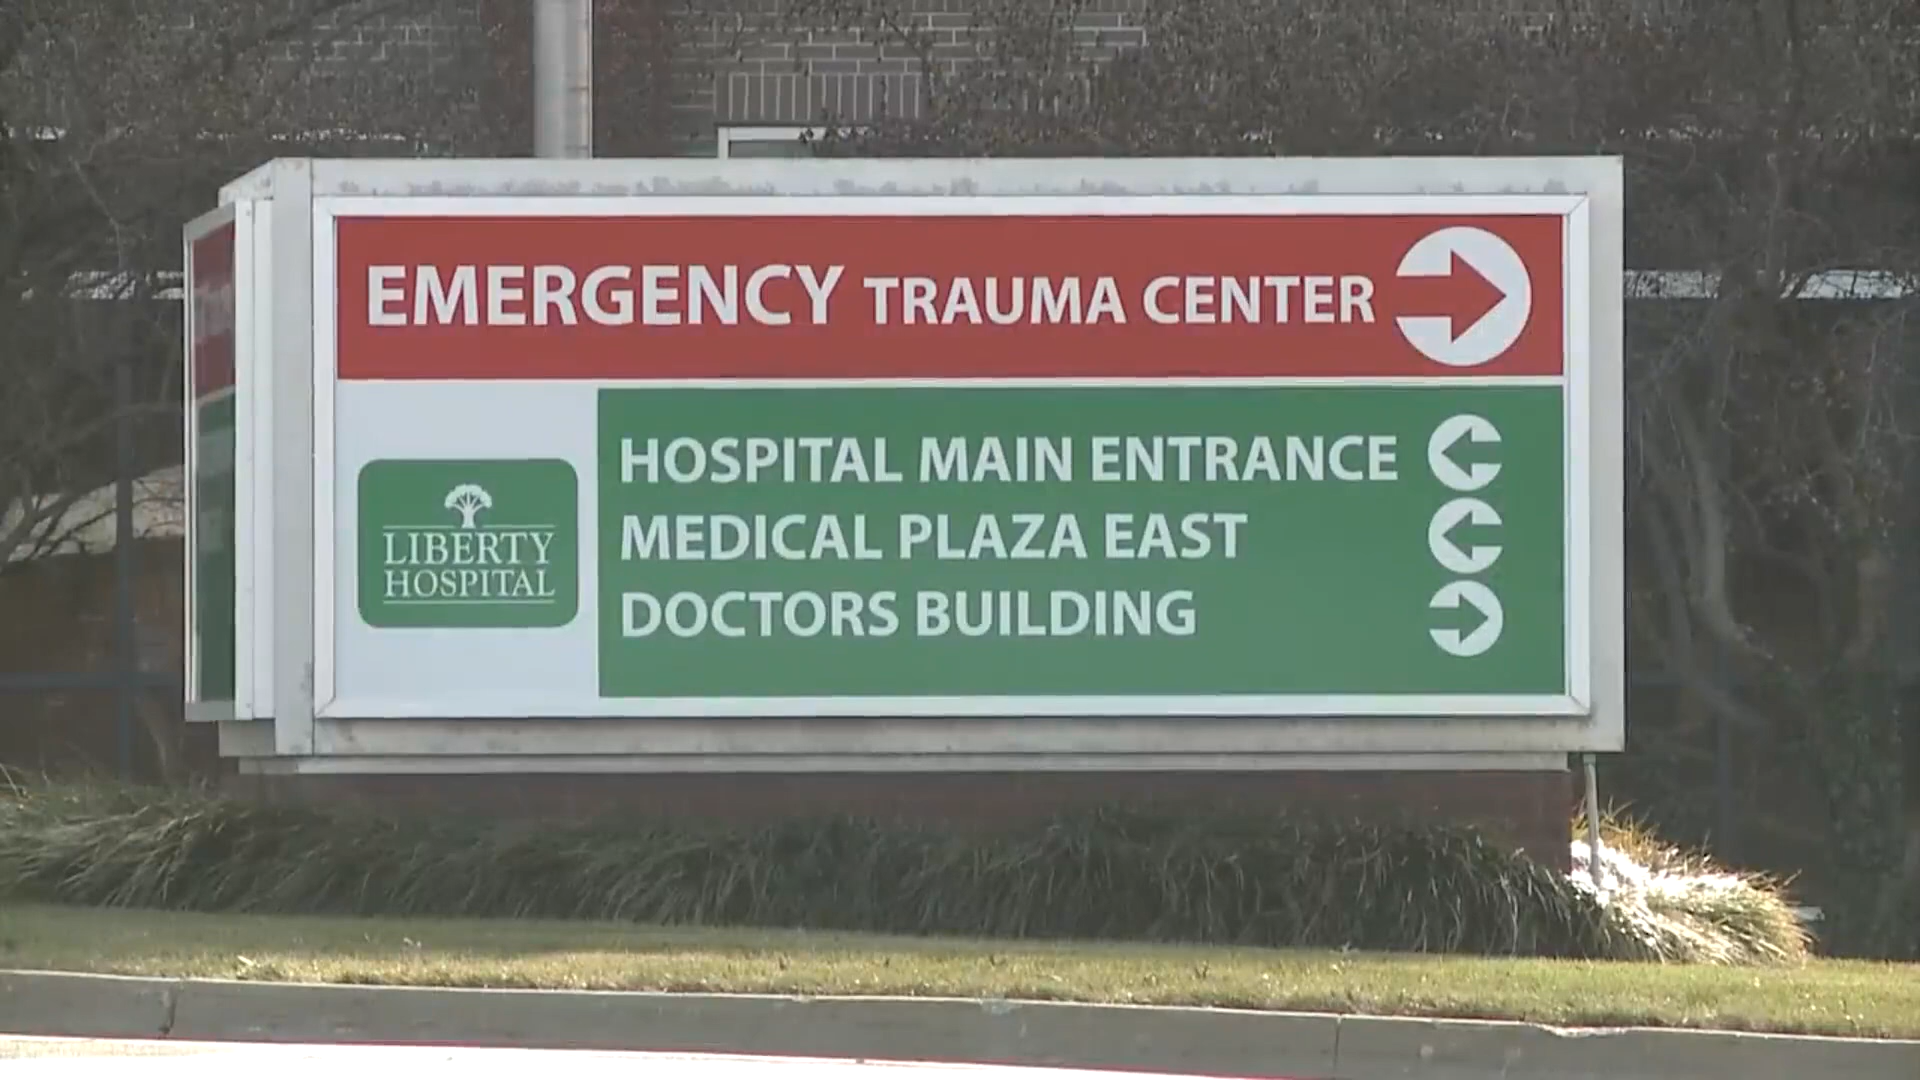 EMERGENCY TRAUMA CENTER
LIBERTY
HOSPITAL
HOSPITAL MAIN ENTRANCE
MEDICAL PLAZA EAST
DOCTORS BUILDING